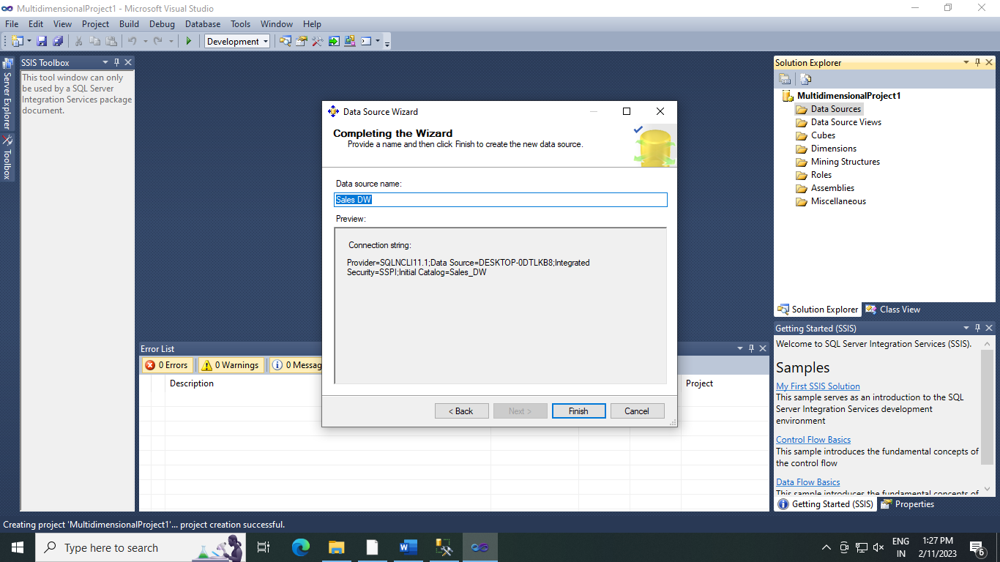 MultidimensionalProject1 - Microsoft Visual Studio
File Edit View Project Build Debug Database Tools Window Help
Development
Server Explorer
Toolbox
SSIS Toolbox
This tool window can only
be used by a SQL Server
Integration Services package
document.
Data Source Wizard
Completing the Wizard
Provide a name and then click Finish to create the new data source.
Data source name:
Sales DW
Preview:
Connection string:
Provider=SQLNCLI11.1;Data Source=DESKTOP-0DTLKB8;Integrated
Security=SSPI;Initial Catalog=Sales_DW
< Back Next > Finish Cancel
Error List
0 Errors 0 Warnings 0 Messag
Description Project
Solution Explorer
MultidimensionalProject1
Data Sources
Data Source Views
Cubes
Dimensions
Mining Structures
Roles
Assemblies
Miscellaneous
Solution Explorer Class View
Getting Started (SSIS)
Welcome to SQL Server Integration Services (SSIS).
Samples
My First SSIS Solution
This sample serves as an introduction to the SQL
Server Integration Services development
environment
Control Flow Basics
This sample introduces the fundamental concepts of
the control flow
Data Flow Basics
This sample introduces the fundamental concepts of
Getting Started (SSIS) Properties
Creating project 'MultidimensionalProject1'... project creation successful.
Type here to search
ENG
IN
1:27 PM
2/11/2023
6